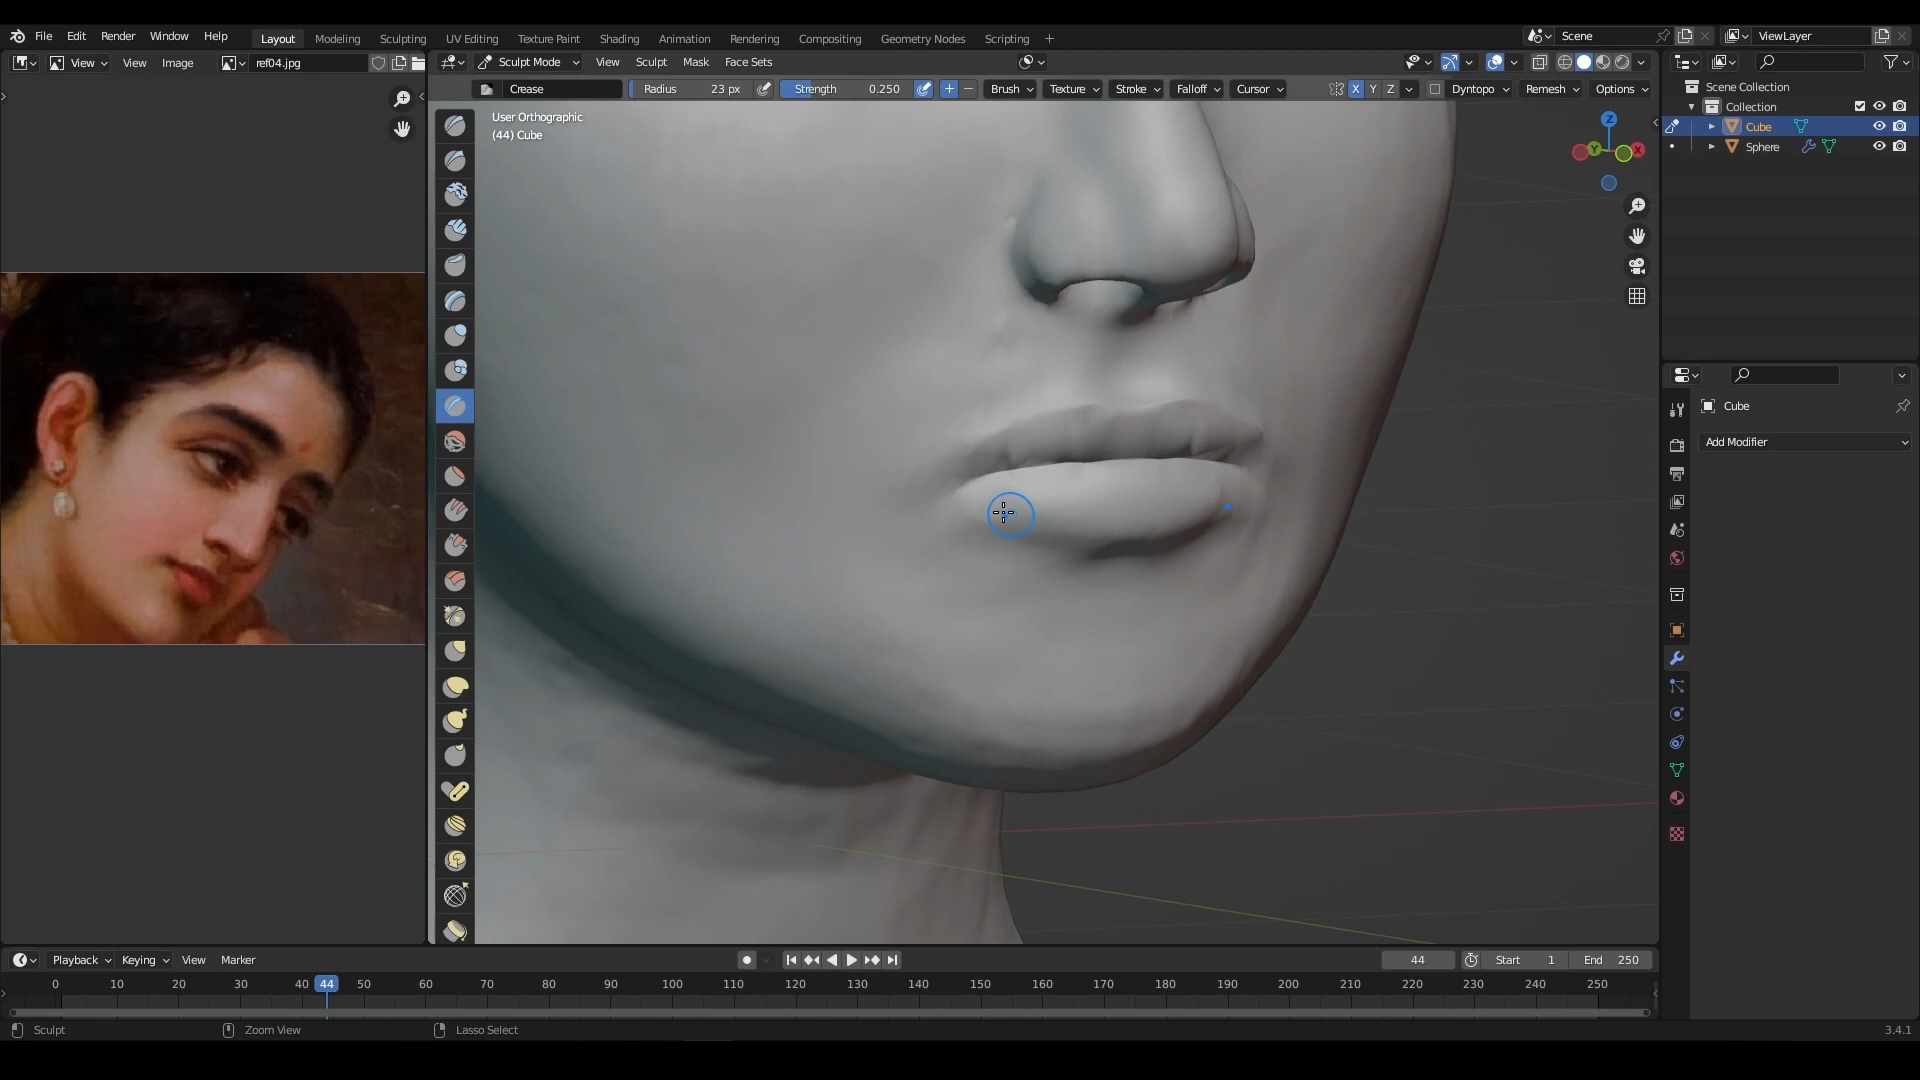 File Edit Render Window Help Layout Modeling Sculpting UV Editing Texture Paint Shading Animation Rendering Compositing Geometry Nodes Scripting + Scene ViewLayer
View View Image ref04.jpg Sculpt Mode View Sculpt Mask Face Sets
Crease Radius 23 px Strength 0.250 Brush Texture Stroke Falloff Cursor X Y Z Dyntopo Remesh Options
Scene Collection
Collection
Cube
Sphere
User Orthographic
(44) Cube
Z
Y X
Cube
Add Modifier
Playback Keying View Marker 44 Start 1 End 250
0 10 20 30 40 44 50 60 70 80 90 100 110 120 130 140 150 160 170 180 190 200 210 220 230 240 250
Sculpt Zoom View Lasso Select 3.4.1